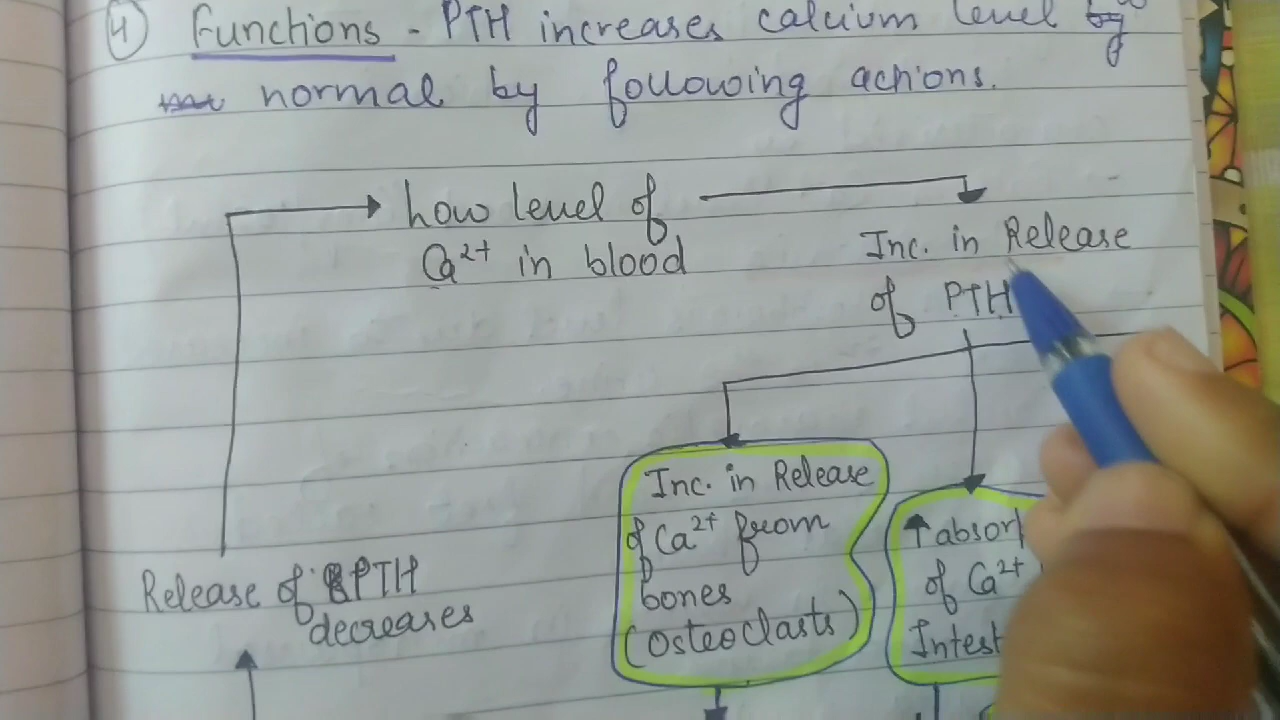 4 Functions - PTH increases calcium level
normal by following actions.
Low level of
Ca²⁺ in blood
Inc. in Release
of PTH
Inc. in Release
of Ca²⁺ from
bones
(osteoclasts)
↑ absor
of Ca²⁺
Intest
Release of PTH
decreases